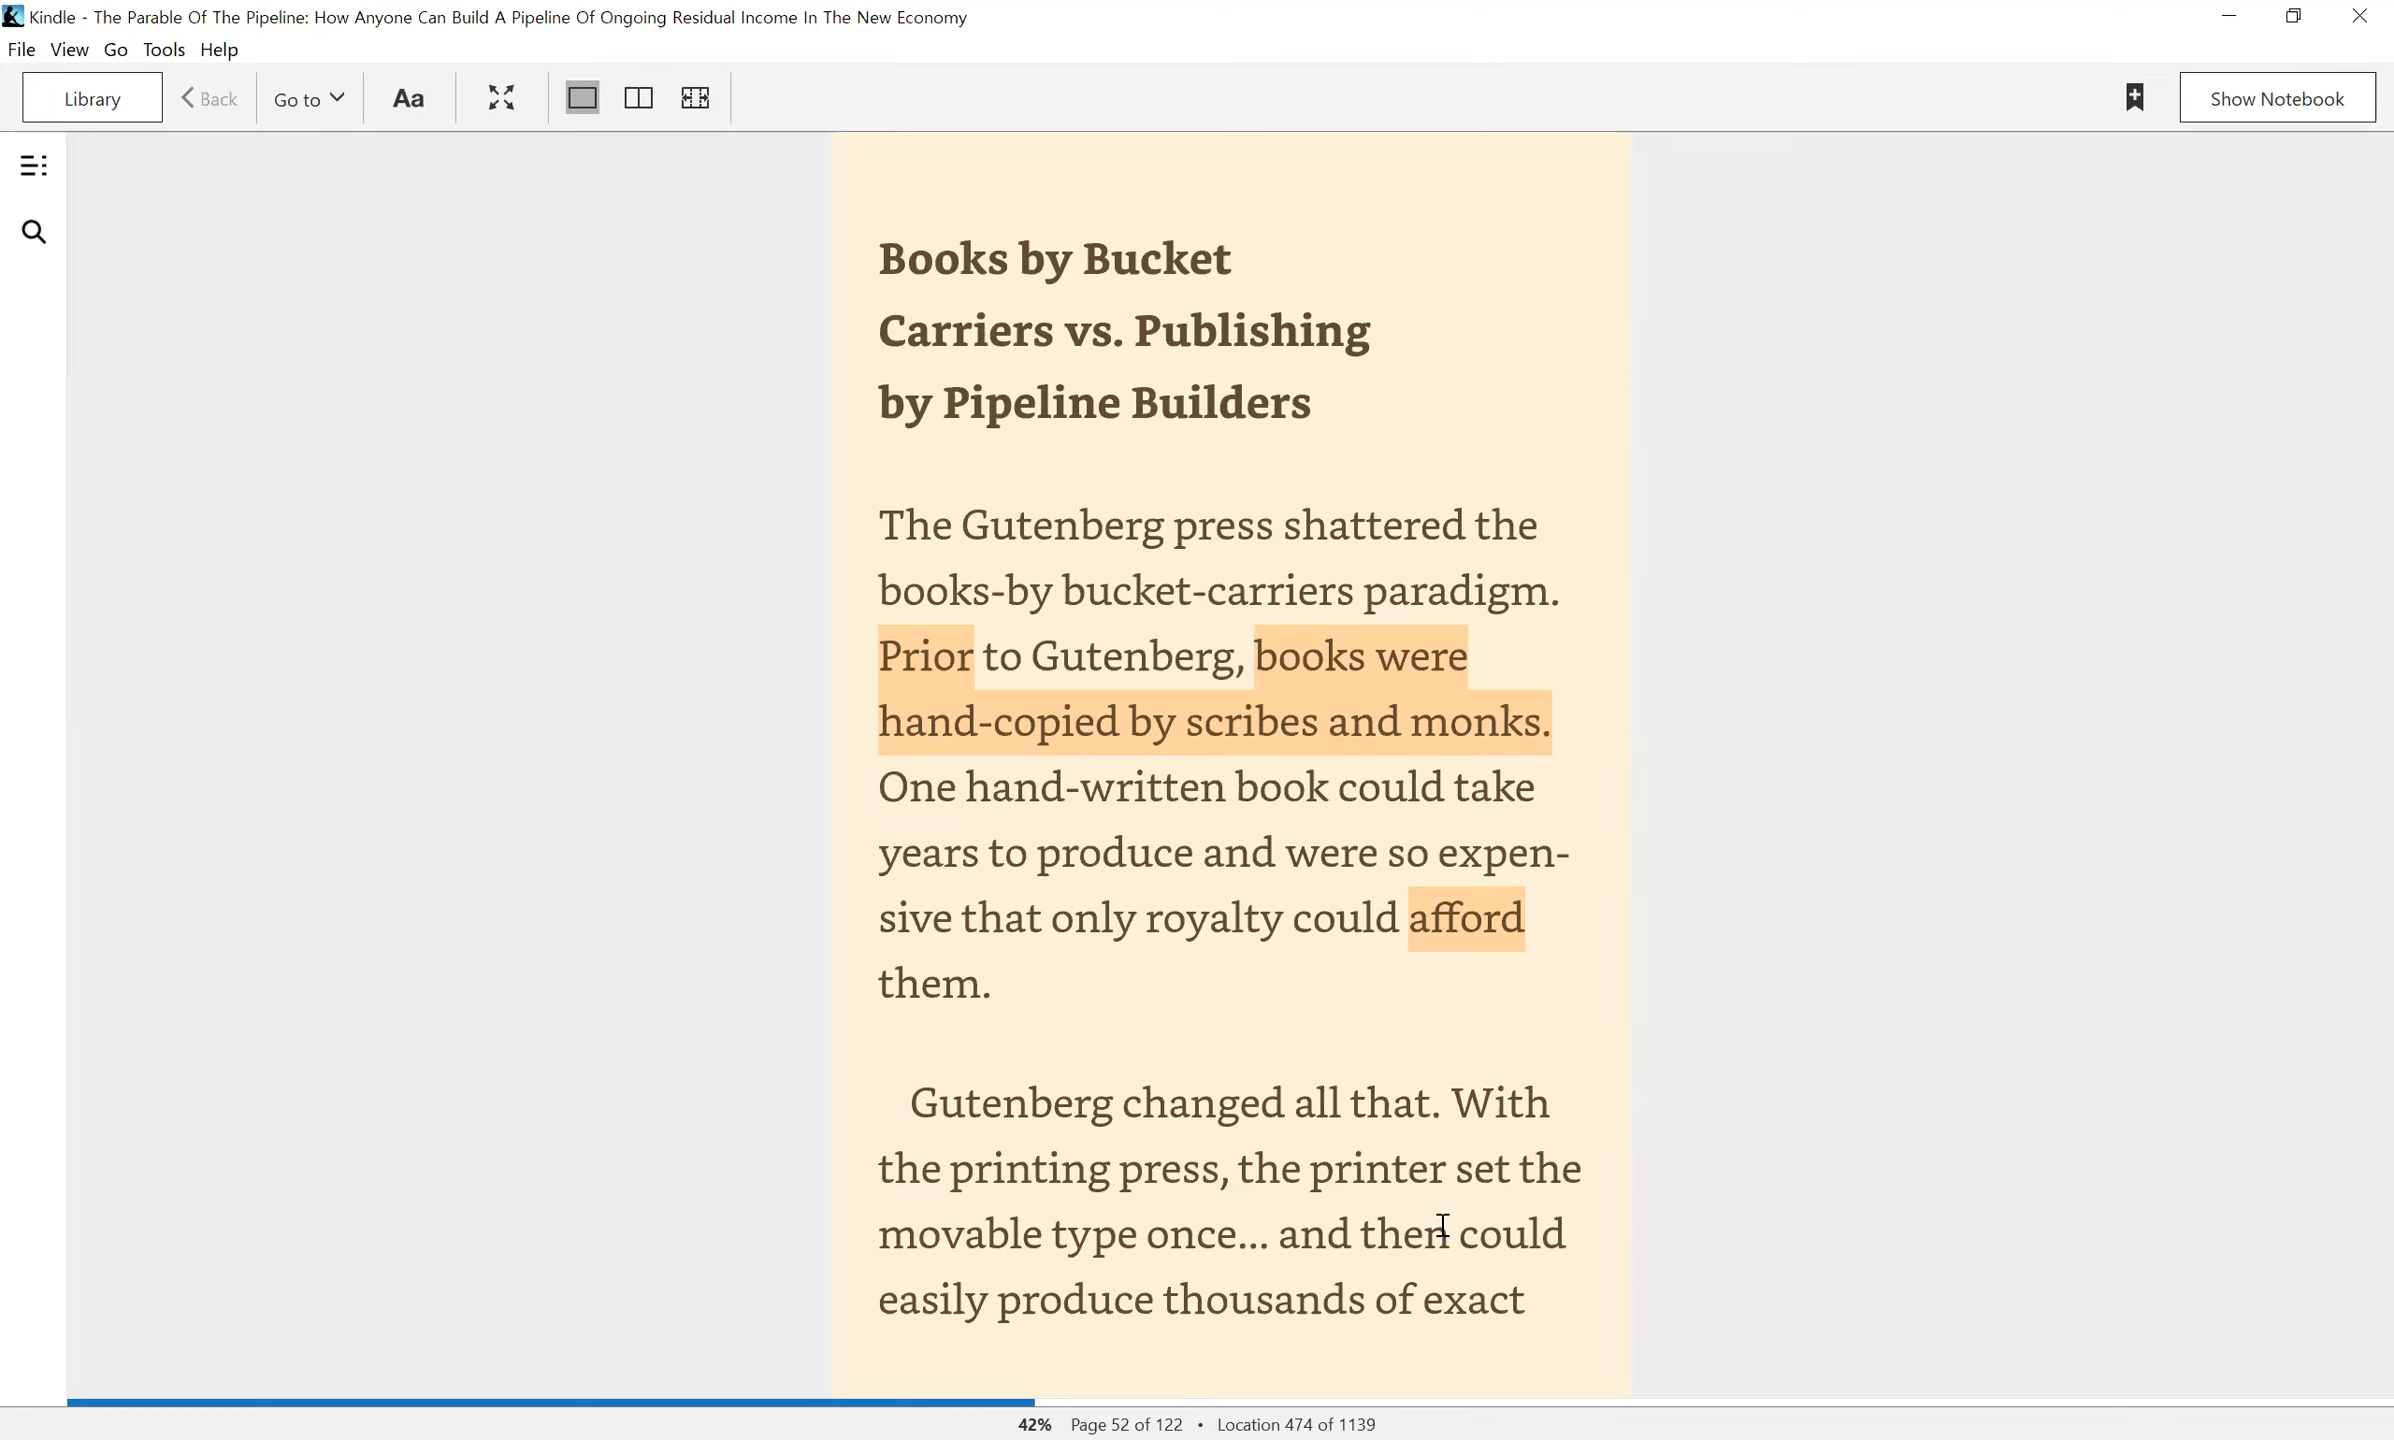 Kindle - The Parable Of The Pipeline: How Anyone Can Build A Pipeline Of Ongoing Residual Income In The New Economy
File View Go Tools Help
Library Back Go to Aa Show Notebook
Books by Bucket
Carriers vs. Publishing
by Pipeline Builders
The Gutenberg press shattered the
books-by bucket-carriers paradigm.
Prior to Gutenberg, books were
hand-copied by scribes and monks.
One hand-written book could take
years to produce and were so expen-
sive that only royalty could afford
them.
Gutenberg changed all that. With
the printing press, the printer set the
movable type once... and then could
easily produce thousands of exact
42% Page 52 of 122 • Location 474 of 1139